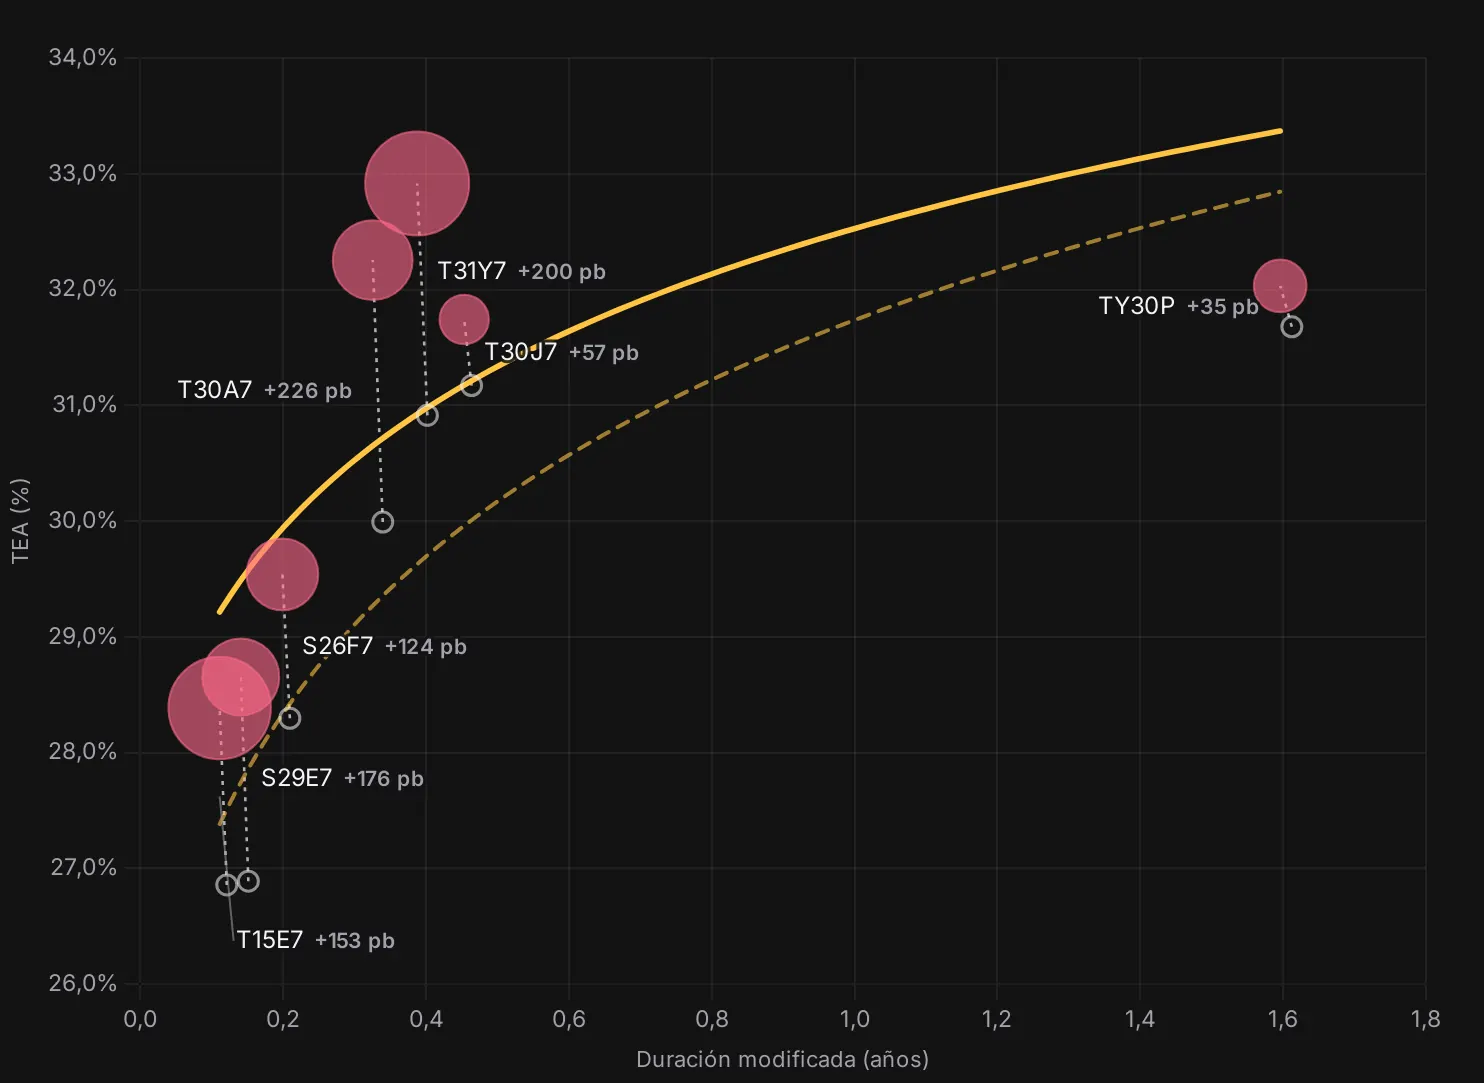 34,0%
33,0%
T31Y7 +200 pb
32,0%
TY30P +35 pb
T30J7 +57 pb
T30A7 +226 pb
31,0%
TEA (%)
30,0%
29,0%
S26F7 +124 pb
28,0%
S29E7 +176 pb
27,0%
T15E7 +153 pb
26,0%
0,0 0,2 0,4 0,6 0,8 1,0 1,2 1,4 1,6 1,8
Duración modificada (años)